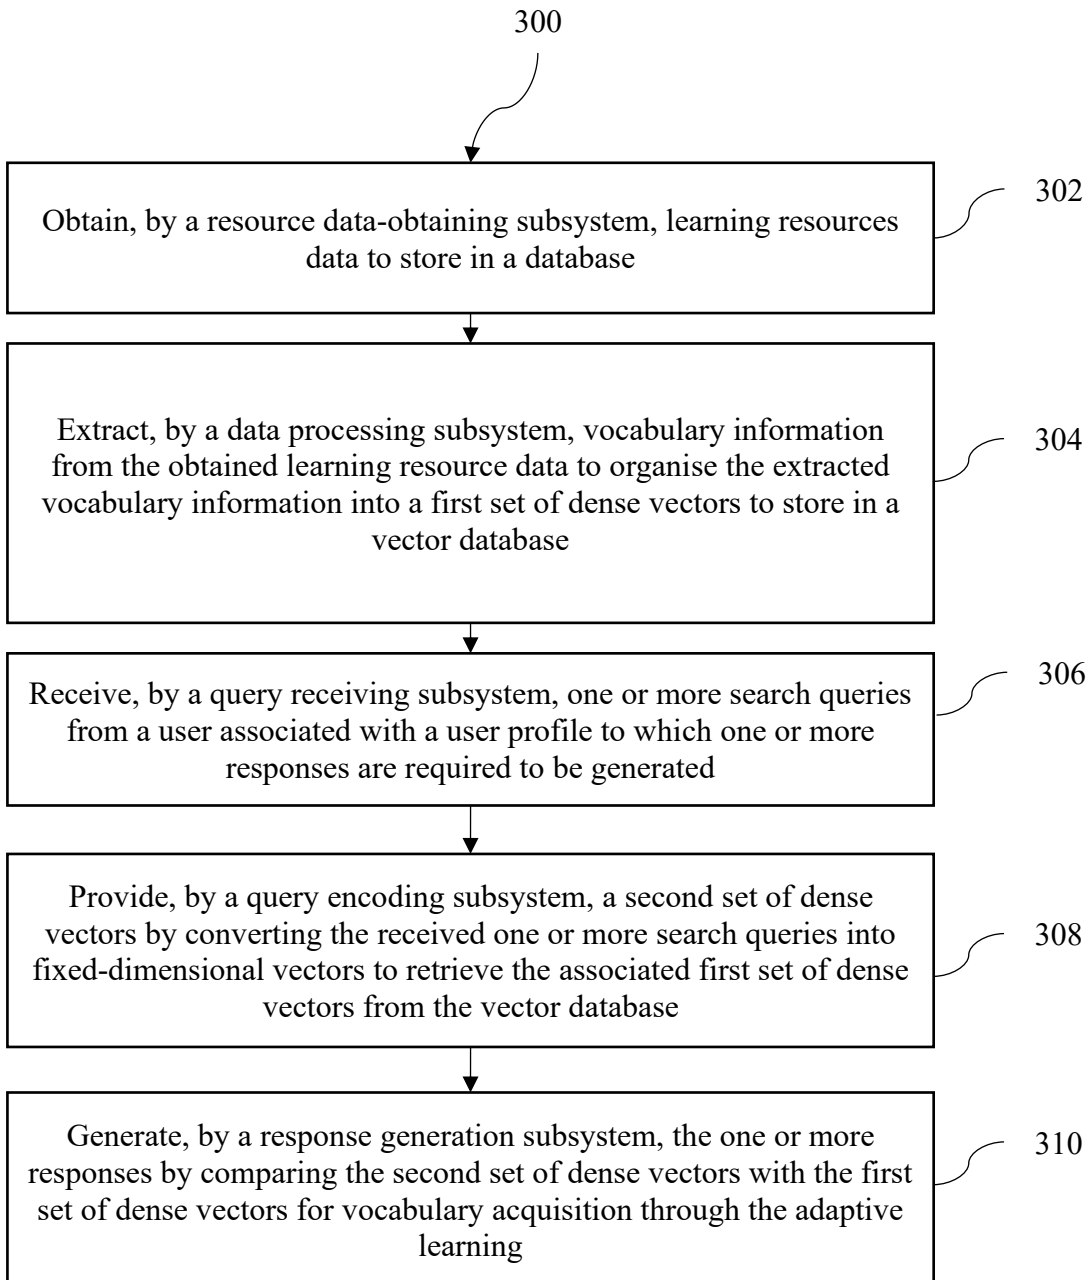 300
Obtain, by a resource data-obtaining subsystem, learning resources
data to store in a database
302
Extract, by a data processing subsystem, vocabulary information
from the obtained learning resource data to organise the extracted
vocabulary information into a first set of dense vectors to store in a
vector database
304
Receive, by a query receiving subsystem, one or more search queries
from a user associated with a user profile to which one or more
responses are required to be generated
306
Provide, by a query encoding subsystem, a second set of dense
vectors by converting the received one or more search queries into
fixed-dimensional vectors to retrieve the associated first set of dense
vectors from the vector database
308
Generate, by a response generation subsystem, the one or more
responses by comparing the second set of dense vectors with the first
set of dense vectors for vocabulary acquisition through the adaptive
learning
310